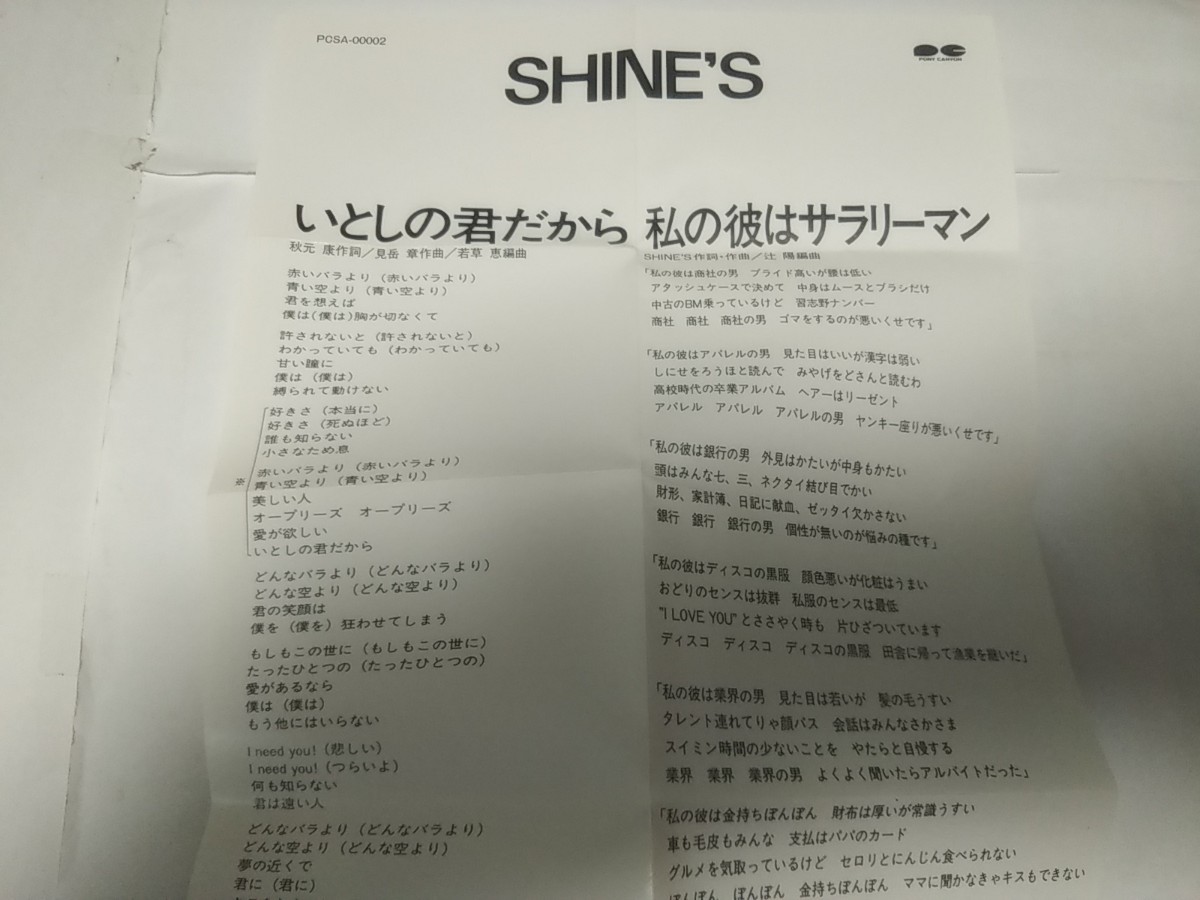 PCSA-00002
SHINE'S
PONY CANYON
いとしの君だから
秋元 康作詞/見岳 章作曲/若草 恵編曲
赤いバラより(赤いバラより)
青い空より(青い空より)
君を想えば
僕は(僕は)胸が切なくて
許されないと(許されないと)
わかっていても(わかっていても)
甘い瞳に
僕は(僕は)
縛られて動けない
※
好きさ(本当に)
好きさ(死ぬほど)
誰も知らない
小さなため息
赤いバラより(赤いバラより)
青い空より(青い空より)
美しい人
オーブリーズ オーブリーズ
愛が欲しい
いとしの君だから
どんなバラより(どんなバラより)
どんな空より(どんな空より)
君の笑顔は
僕を(僕を)狂わせてしまう
もしもこの世に(もしもこの世に)
たったひとつの(たったひとつの)
愛があるなら
僕は(僕は)
もう他にはいらない
I need you!(悲しい)
I need you!(つらいよ)
何も知らない
君は遠い人
どんなバラより(どんなバラより)
どんな空より(どんな空より)
夢の近くで
君に(君に)
私の彼はサラリーマン
SHINE'S作詞・作曲/辻 陽編曲
「私の彼は商社の男 プライド高いが腰は低い
アタッシュケースで決めて 中身はムースとブラシだけ
中古のBM乗っているけど 習志野ナンバー
商社 商社 商社の男 ゴマをするのが悪いくせです」
「私の彼はアパレルの男 見た目はいいが漢字は弱い
しにせをろうほと読んで みやげをどさんと読むわ
高校時代の卒業アルバム ヘアーはリーゼント
アパレル アパレル アパレルの男 ヤンキー座りが悪いくせです」
「私の彼は銀行の男 外見はかたいが中身もかたい
頭はみんな七、三、ネクタイ結び目でかい
財形、家計簿、日記に献血、ゼッタイ欠かさない
銀行 銀行 銀行の男 個性が無いのが悩みの種です」
「私の彼はディスコの黒服 顔色悪いが化粧はうまい
おどりのセンスは抜群 私服のセンスは最低
"I LOVE YOU"とささやく時も 片ひざついています
ディスコ ディスコ ディスコの黒服 田舎に帰って漁業を継いだ」
「私の彼は業界の男 見た目は若いが 髪の毛うすい
タレント連れてりゃ顔パス 会話はみんなさかさま
スイミン時間の少ないことを やたらと自慢する
業界 業界 業界の男 よくよく聞いたらアルバイトだった」
「私の彼は金持ちぼんぼん 財布は厚いが常識うすい
車も毛皮もみんな 支払はパパのカード
グルメを気取っているけど セロリとにんじん食べられない
ぼんぼん ぼんぼん 金持ちぼんぼん ママに聞かなきゃキスもできない